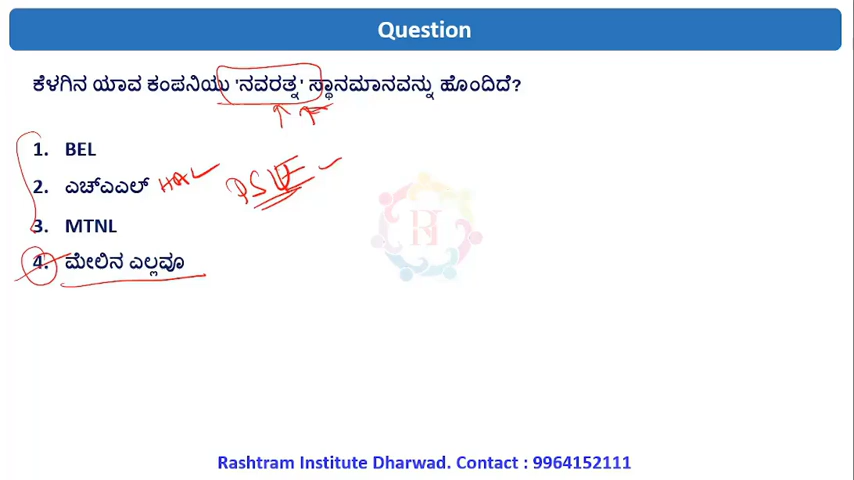 Question
ಕೆಳಗಿನ ಯಾವ ಕಂಪನಿಯು 'ನವರತ್ನ' ಸ್ಥಾನಮಾನವನ್ನು ಹೊಂದಿದೆ?
1. BEL
2. ಎಚ್ಎಎಲ್ HAL
3. MTNL
4. ಮೇಲಿನ ಎಲ್ಲವೂ
Rashtram Institute Dharwad. Contact : 9964152111